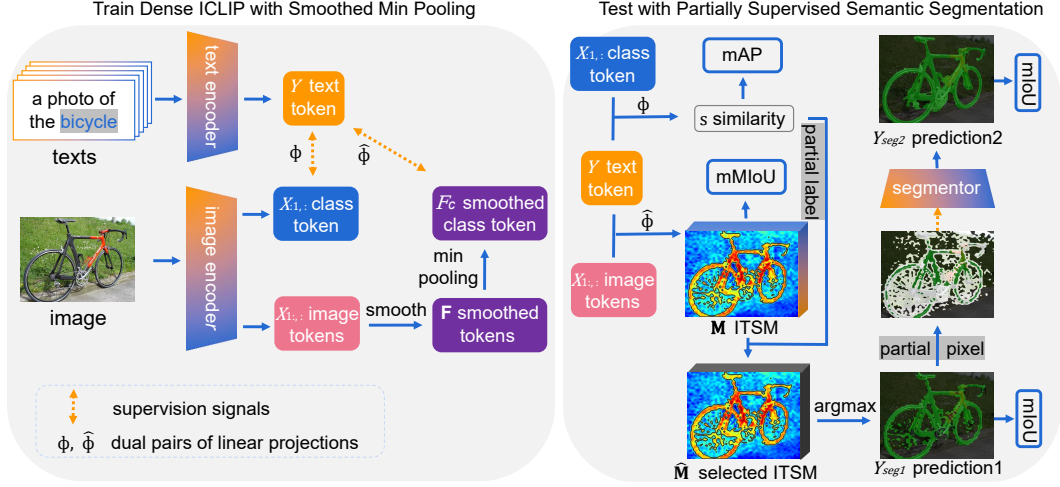 Train Dense ICLIP with Smoothed Min Pooling
a photo of
the bicycle
texts
text encoder
Y text
token
ϕ
ϕ̂
image
image encoder
X₁,: class
token
F𝒸 smoothed
class token
min
pooling
X₁:,: image
tokens
smooth
F smoothed
tokens
supervision signals
ϕ, ϕ̂ dual pairs of linear projections
Test with Partially Supervised Semantic Segmentation
X₁,: class
token
mAP
ϕ
s similarity
partial label
Y text
token
mMIoU
ϕ̂
X₁:,: image
tokens
M ITSM
M̂ selected ITSM
argmax
Yseg2 prediction2
mIoU
segmentor
partial pixel
Yseg1 prediction1
mIoU